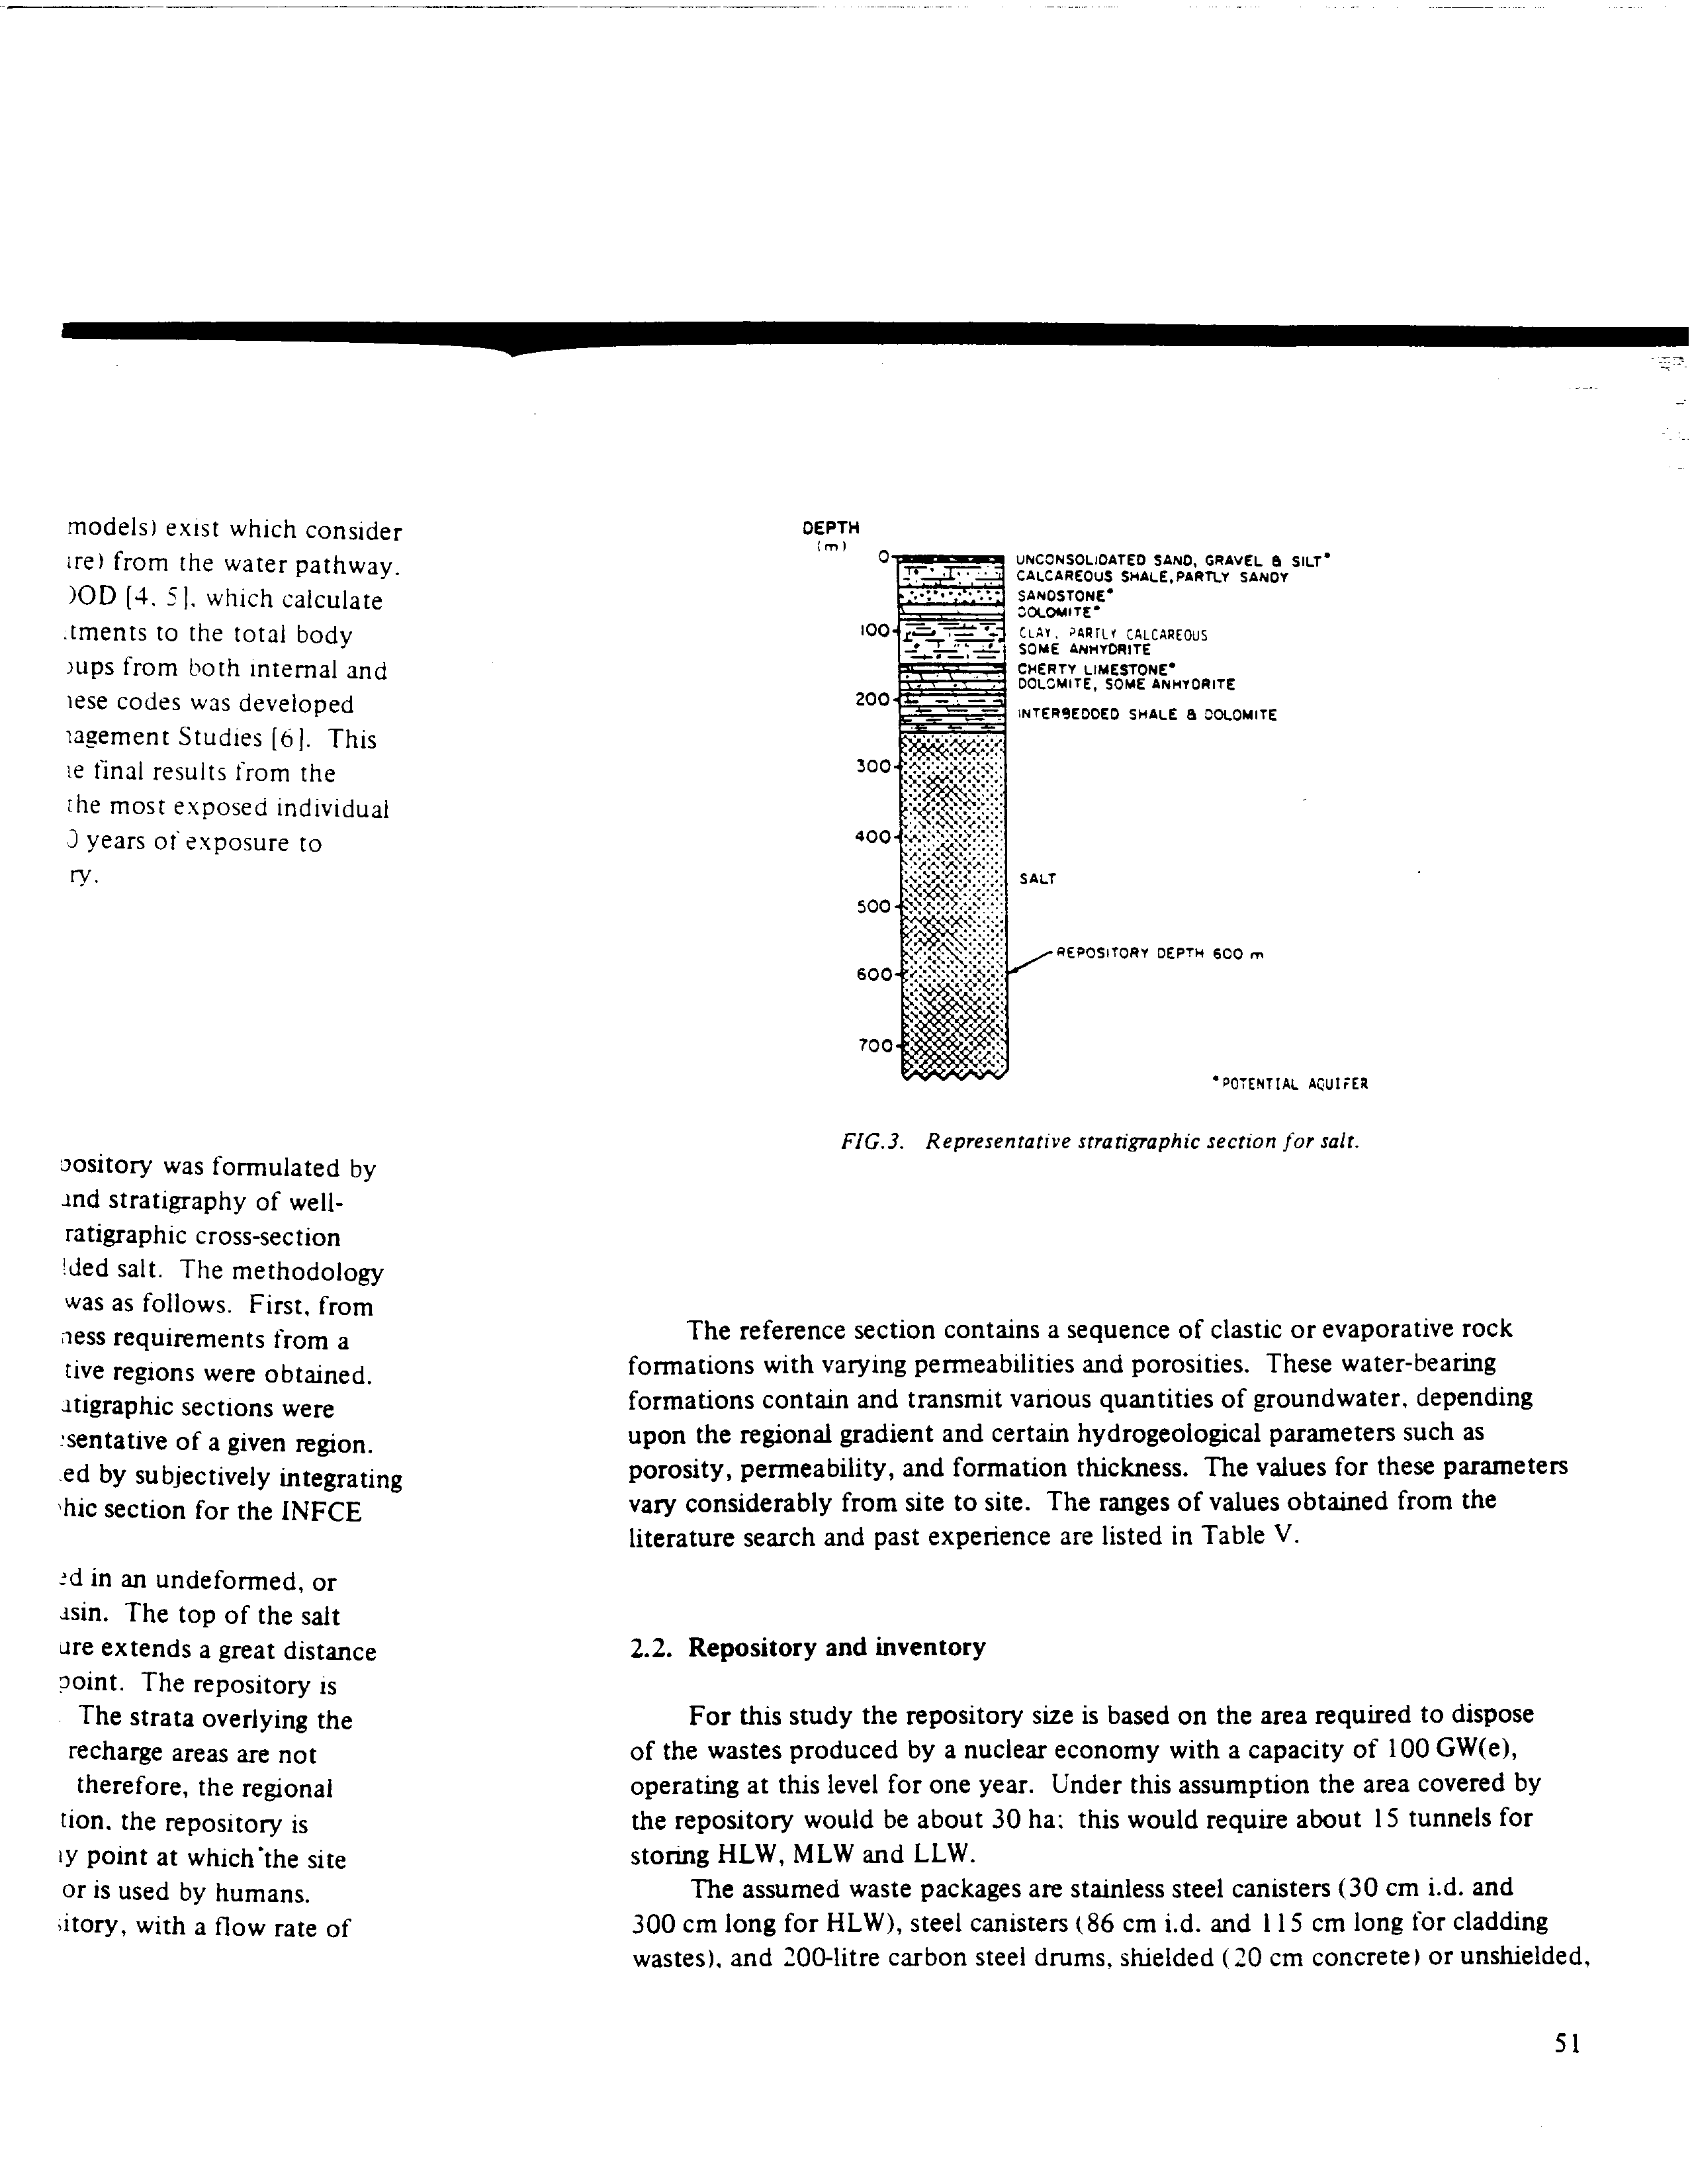 models) exist which consider
from the water pathway.
[4, 5], which calculate
to the total body
from both internal and
codes was developed
Studies [6]. This
final results from the
the most exposed individual
years of exposure to
ry.
pository was formulated by
and stratigraphy of well-
ratigraphic cross-section
salt. The methodology
was as follows. First, from
ness requirements from a
tive regions were obtained.
sections were
sentative of a given region.
ed by subjectively integrating
hic section for the INFCE
ed in an undeformed, or
asin. The top of the salt
ure extends a great distance
point. The repository is
The strata overlying the
recharge areas are not
therefore, the regional
tion, the repository is
point at which the site
or is used by humans.
sitory, with a flow rate of
DEPTH
(m)
0
100
200
300
400
500
600
700
UNCONSOLIDATED SAND, GRAVEL & SILT*
CALCAREOUS SHALE, PARTLY SANDY
SANDSTONE*
DOLOMITE*
CLAY, PARTLY CALCAREOUS
SOME ANHYDRITE
CHERTY LIMESTONE*
DOLOMITE, SOME ANHYDRITE
INTERBEDDED SHALE & DOLOMITE
SALT
REPOSITORY DEPTH 600 m
*POTENTIAL AQUIFER
FIG.3. Representative stratigraphic section for salt.
The reference section contains a sequence of clastic or evaporative rock
formations with varying permeabilities and porosities. These water-bearing
formations contain and transmit various quantities of groundwater, depending
upon the regional gradient and certain hydrogeological parameters such as
porosity, permeability, and formation thickness. The values for these parameters
vary considerably from site to site. The ranges of values obtained from the
literature search and past experience are listed in Table V.
2.2. Repository and inventory
For this study the repository size is based on the area required to dispose
of the wastes produced by a nuclear economy with a capacity of 100 GW(e),
operating at this level for one year. Under this assumption the area covered by
the repository would be about 30 ha; this would require about 15 tunnels for
storing HLW, MLW and LLW.
The assumed waste packages are stainless steel canisters (30 cm i.d. and
300 cm long for HLW), steel canisters (86 cm i.d. and 115 cm long for cladding
wastes), and 200-litre carbon steel drums, shielded (20 cm concrete) or unshielded,
51